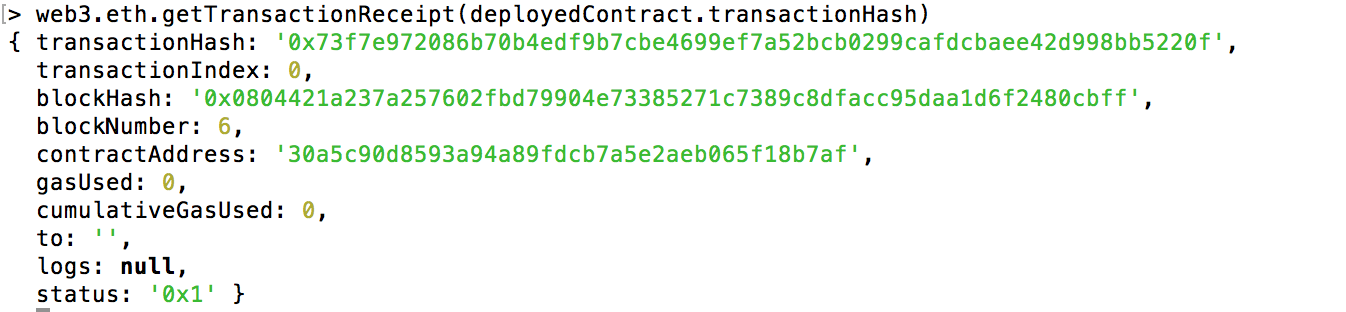 [> web3.eth.getTransactionReceipt(deployedContract.transactionHash)
{ transactionHash: '0x73f7e972086b70b4edf9b7cbe4699ef7a52bcb0299cafdcbaee42d998bb5220f',
transactionIndex: 0,
blockHash: '0x0804421a237a257602fbd79904e73385271c7389c8dfacc95daa1d6f2480cbff',
blockNumber: 6,
contractAddress: '30a5c90d8593a94a89fdcb7a5e2aeb065f18b7af',
gasUsed: 0,
cumulativeGasUsed: 0,
to: '',
logs: null,
status: '0x1' }